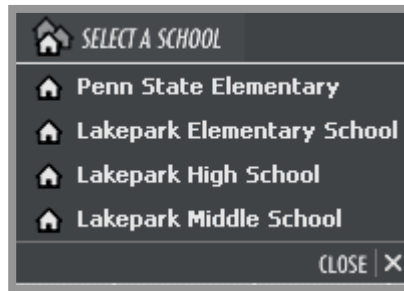 SELECT A SCHOOL
Penn State Elementary
Lakepark Elementary School
Lakepark High School
Lakepark Middle School
CLOSE